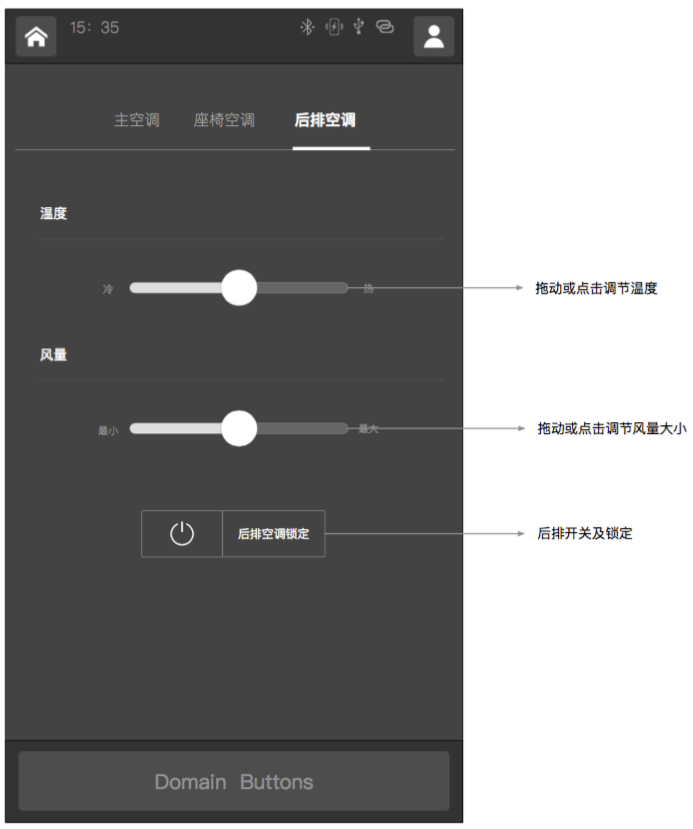 15: 35
主空调 座椅空调 后排空调
温度
冷 热 拖动或点击调节温度
风量
最小 最大 拖动或点击调节风量大小
后排空调锁定 后排开关及锁定
Domain Buttons